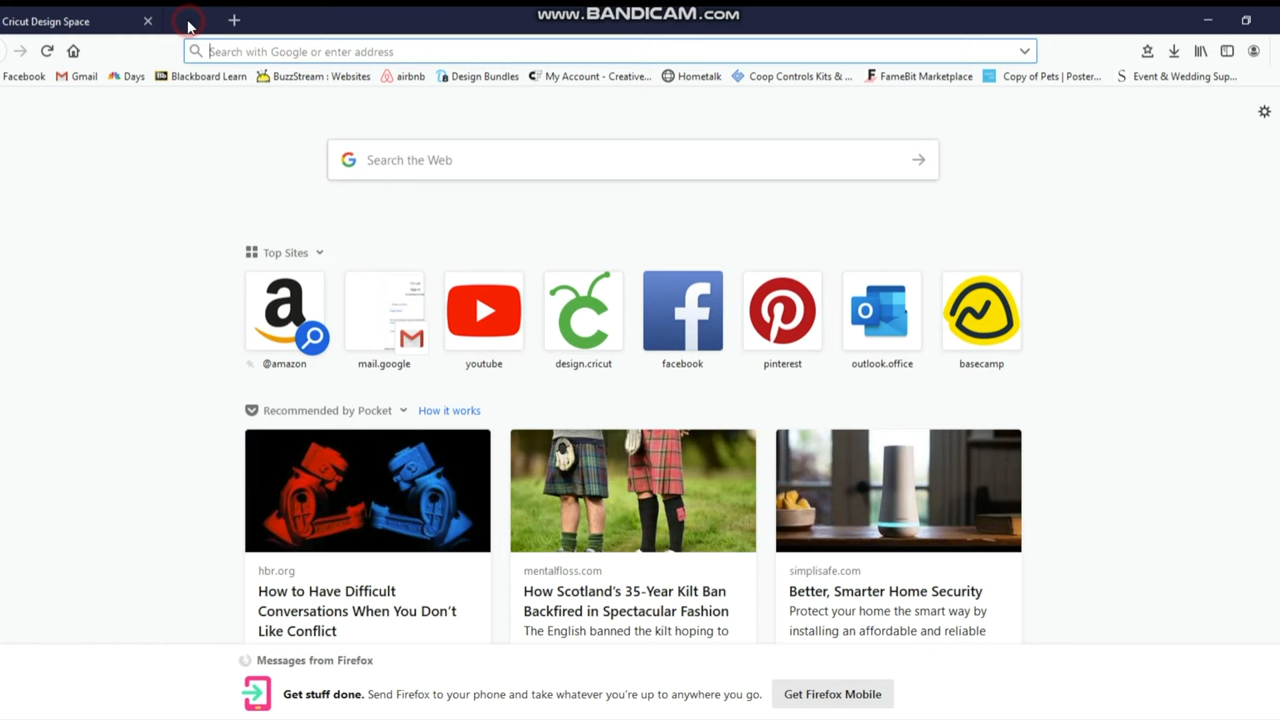 www.BANDICAM.com
Cricut Design Space
Search with Google or enter address
Facebook Gmail Days Blackboard Learn BuzzStream : Websites airbnb Design Bundles My Account - Creative... Hometalk Coop Controls Kits & ... FameBit Marketplace Copy of Pets | Poster... Event & Wedding Sup...
Search the Web
Top Sites
@amazon mail.google youtube design.cricut facebook pinterest outlook.office basecamp
Recommended by Pocket How it works
hbr.org
How to Have Difficult
Conversations When You Don’t
Like Conflict
mentalfloss.com
How Scotland’s 35-Year Kilt Ban
Backfired in Spectacular Fashion
The English banned the kilt hoping to
simplisafe.com
Better, Smarter Home Security
Protect your home the smart way by
installing an affordable and reliable
Messages from Firefox
Get stuff done. Send Firefox to your phone and take whatever you’re up to anywhere you go. Get Firefox Mobile